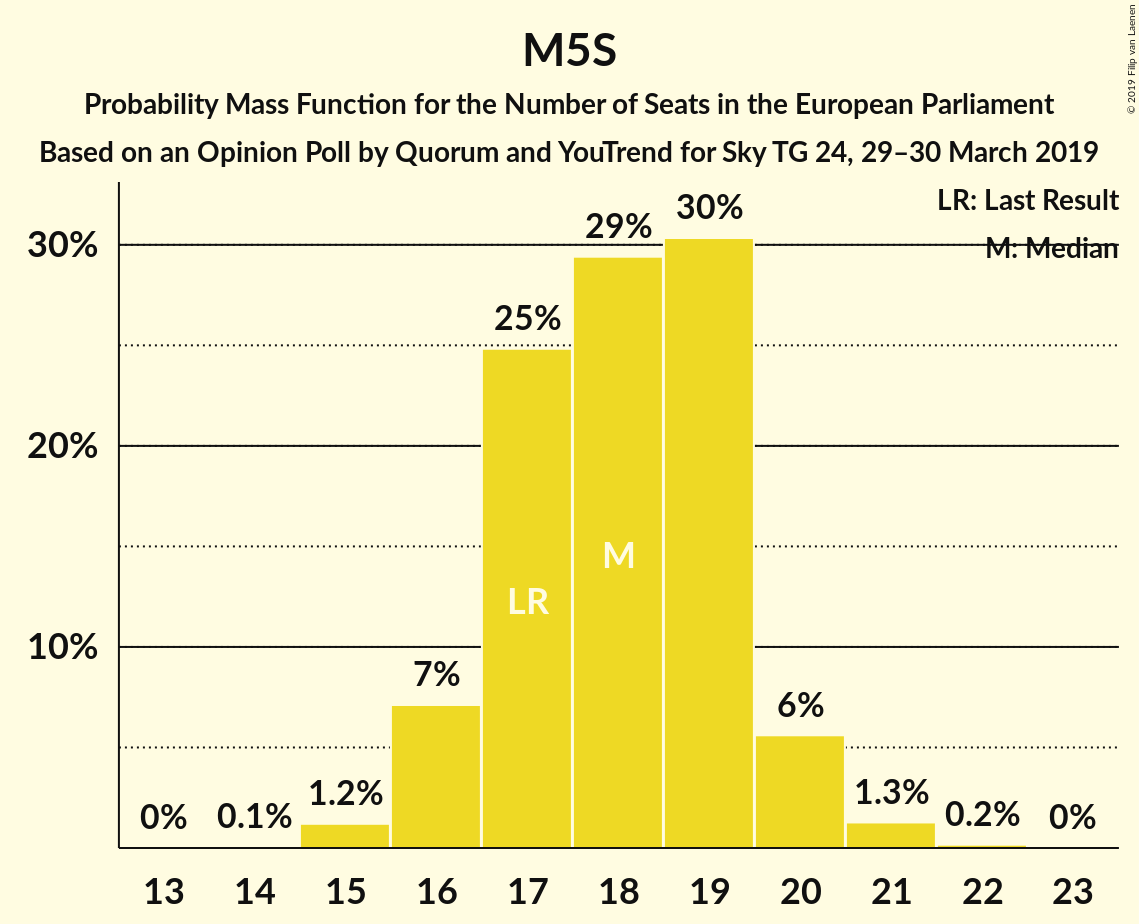 M5S
Probability Mass Function for the Number of Seats in the European Parliament
Based on an Opinion Poll by Quorum and YouTrend for Sky TG 24, 29–30 March 2019
© 2019 Filip van Laenen
LR: Last Result
M: Median
30%
20%
10%
0%
0.1%
1.2%
7%
25%
29%
30%
6%
1.3%
0.2%
0%
LR
M
13 14 15 16 17 18 19 20 21 22 23